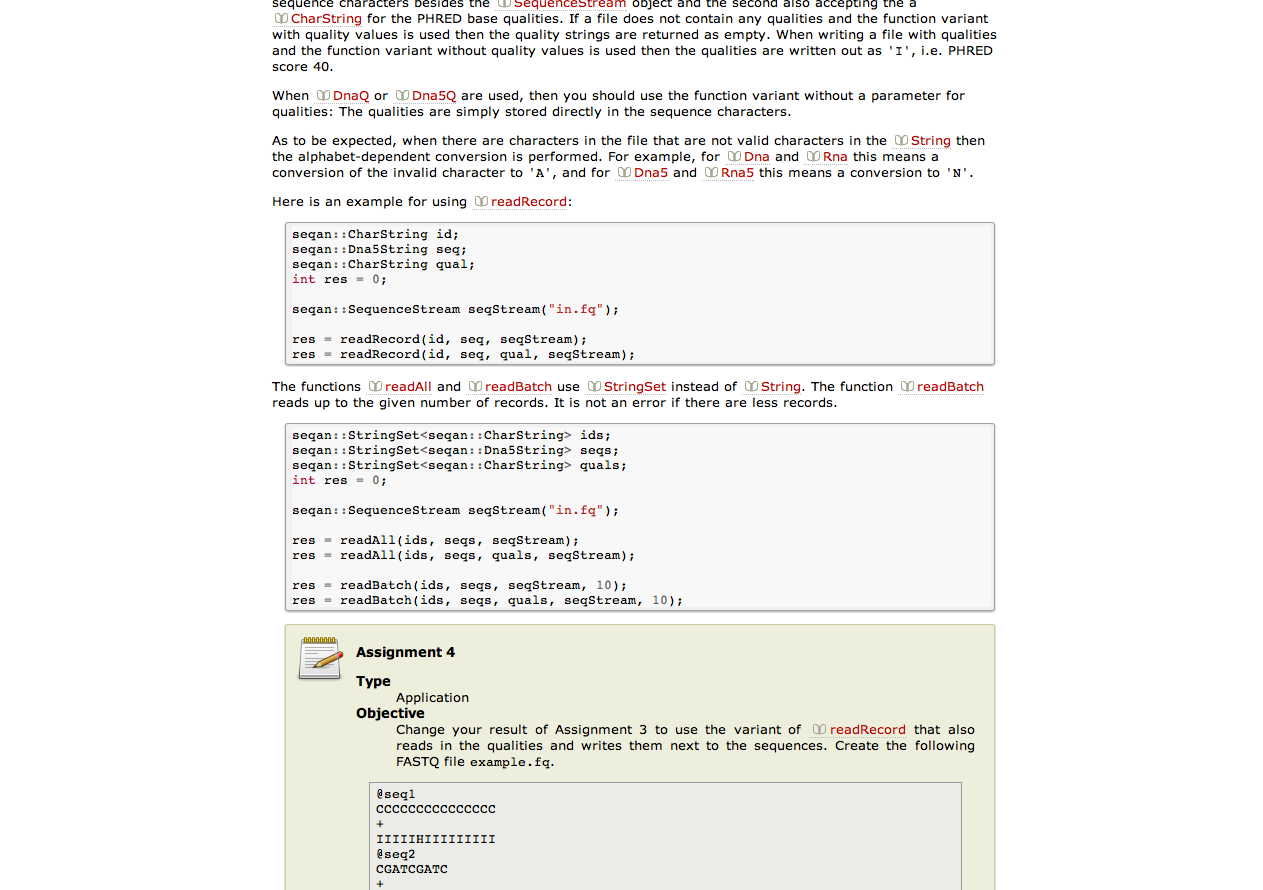 sequence characters besides the SequenceStream object and the second also accepting the a
CharString for the PHRED base qualities. If a file does not contain any qualities and the function variant
with quality values is used then the quality strings are returned as empty. When writing a file with qualities
and the function variant without quality values is used then the qualities are written out as 'I', i.e. PHRED
score 40.
When DnaQ or Dna5Q are used, then you should use the function variant without a parameter for
qualities: The qualities are simply stored directly in the sequence characters.
As to be expected, when there are characters in the file that are not valid characters in the String then
the alphabet-dependent conversion is performed. For example, for Dna and Rna this means a
conversion of the invalid character to 'A', and for Dna5 and Rna5 this means a conversion to 'N'.
Here is an example for using readRecord:
seqan::CharString id;
seqan::Dna5String seq;
seqan::CharString qual;
int res = 0;
seqan::SequenceStream seqStream("in.fq");
res = readRecord(id, seq, seqStream);
res = readRecord(id, seq, qual, seqStream);
The functions readAll and readBatch use StringSet instead of String. The function readBatch
reads up to the given number of records. It is not an error if there are less records.
seqan::StringSet<seqan::CharString> ids;
seqan::StringSet<seqan::Dna5String> seqs;
seqan::StringSet<seqan::CharString> quals;
int res = 0;
seqan::SequenceStream seqStream("in.fq");
res = readAll(ids, seqs, seqStream);
res = readAll(ids, seqs, quals, seqStream);
res = readBatch(ids, seqs, seqStream, 10);
res = readBatch(ids, seqs, quals, seqStream, 10);
Assignment 4
Type
Application
Objective
Change your result of Assignment 3 to use the variant of readRecord that also
reads in the qualities and writes them next to the sequences. Create the following
FASTQ file example.fq.
@seq1
CCCCCCCCCCCCCCC
+
IIIIIHIIIIIIIII
@seq2
CGATCGATC
+